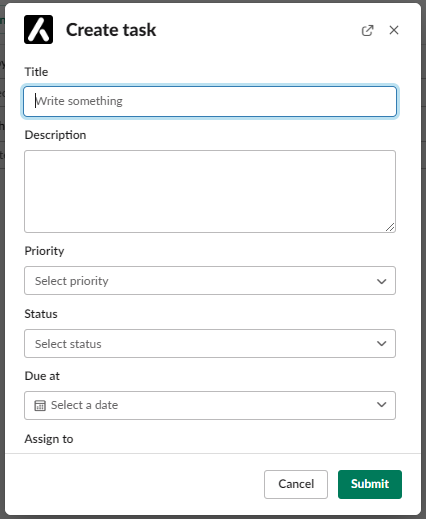 Create task
Title
Write something
Description
Priority
Select priority
Status
Select status
Due at
Select a date
Assign to
Cancel
Submit